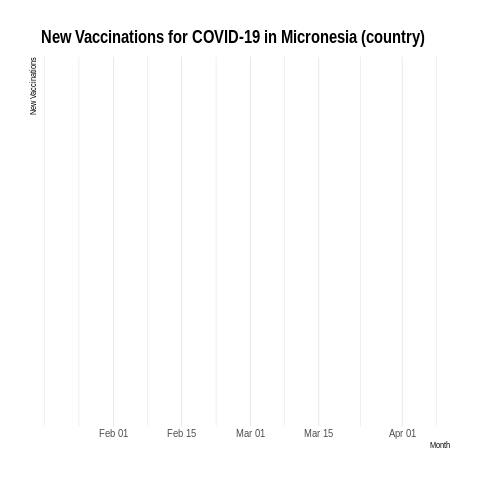 New Vaccinations for COVID-19 in Micronesia (country)
New Vaccinations
Feb 01 Feb 15 Mar 01 Mar 15 Apr 01
Month